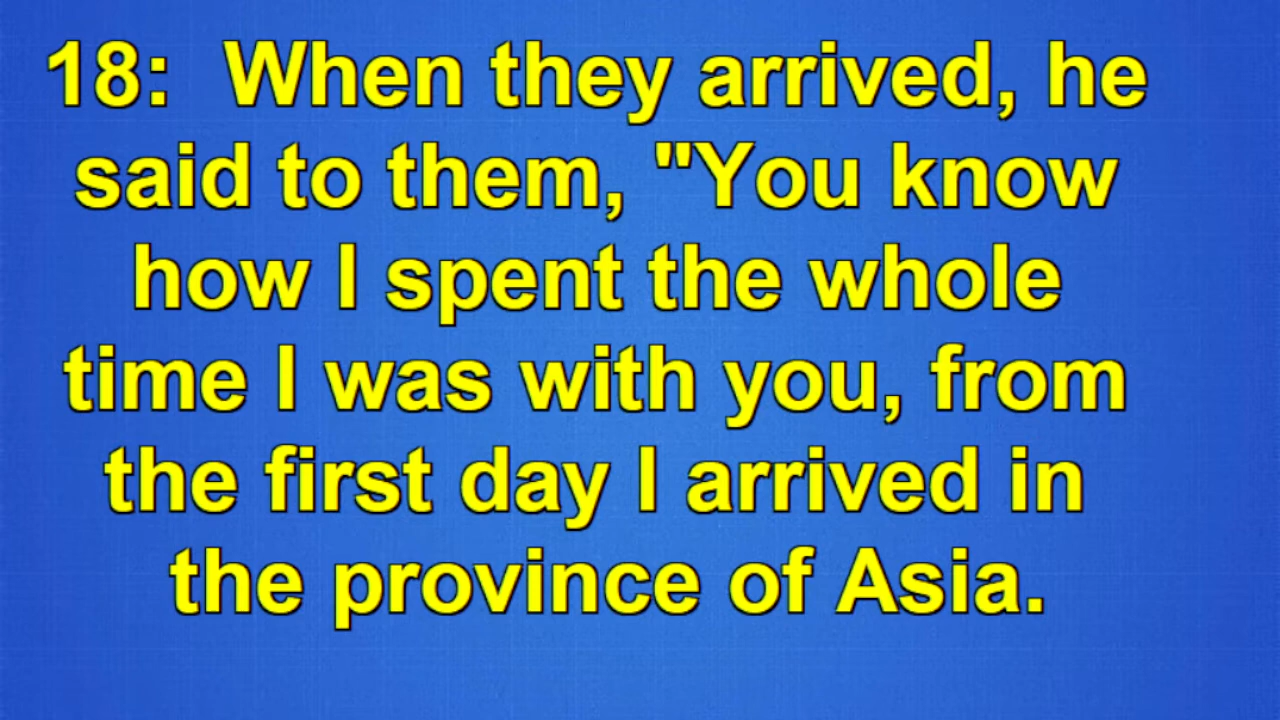 18:  When they arrived, he
said to them, "You know
how I spent the whole
time I was with you, from
the first day I arrived in
the province of Asia.